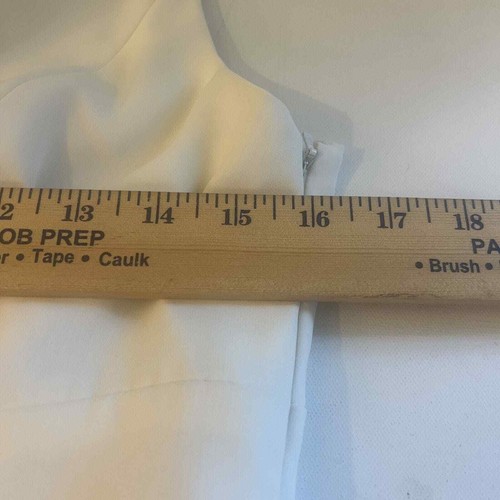 2 13 14 15 16 17 18
OB PREP PA
r • Tape • Caulk • Brush •